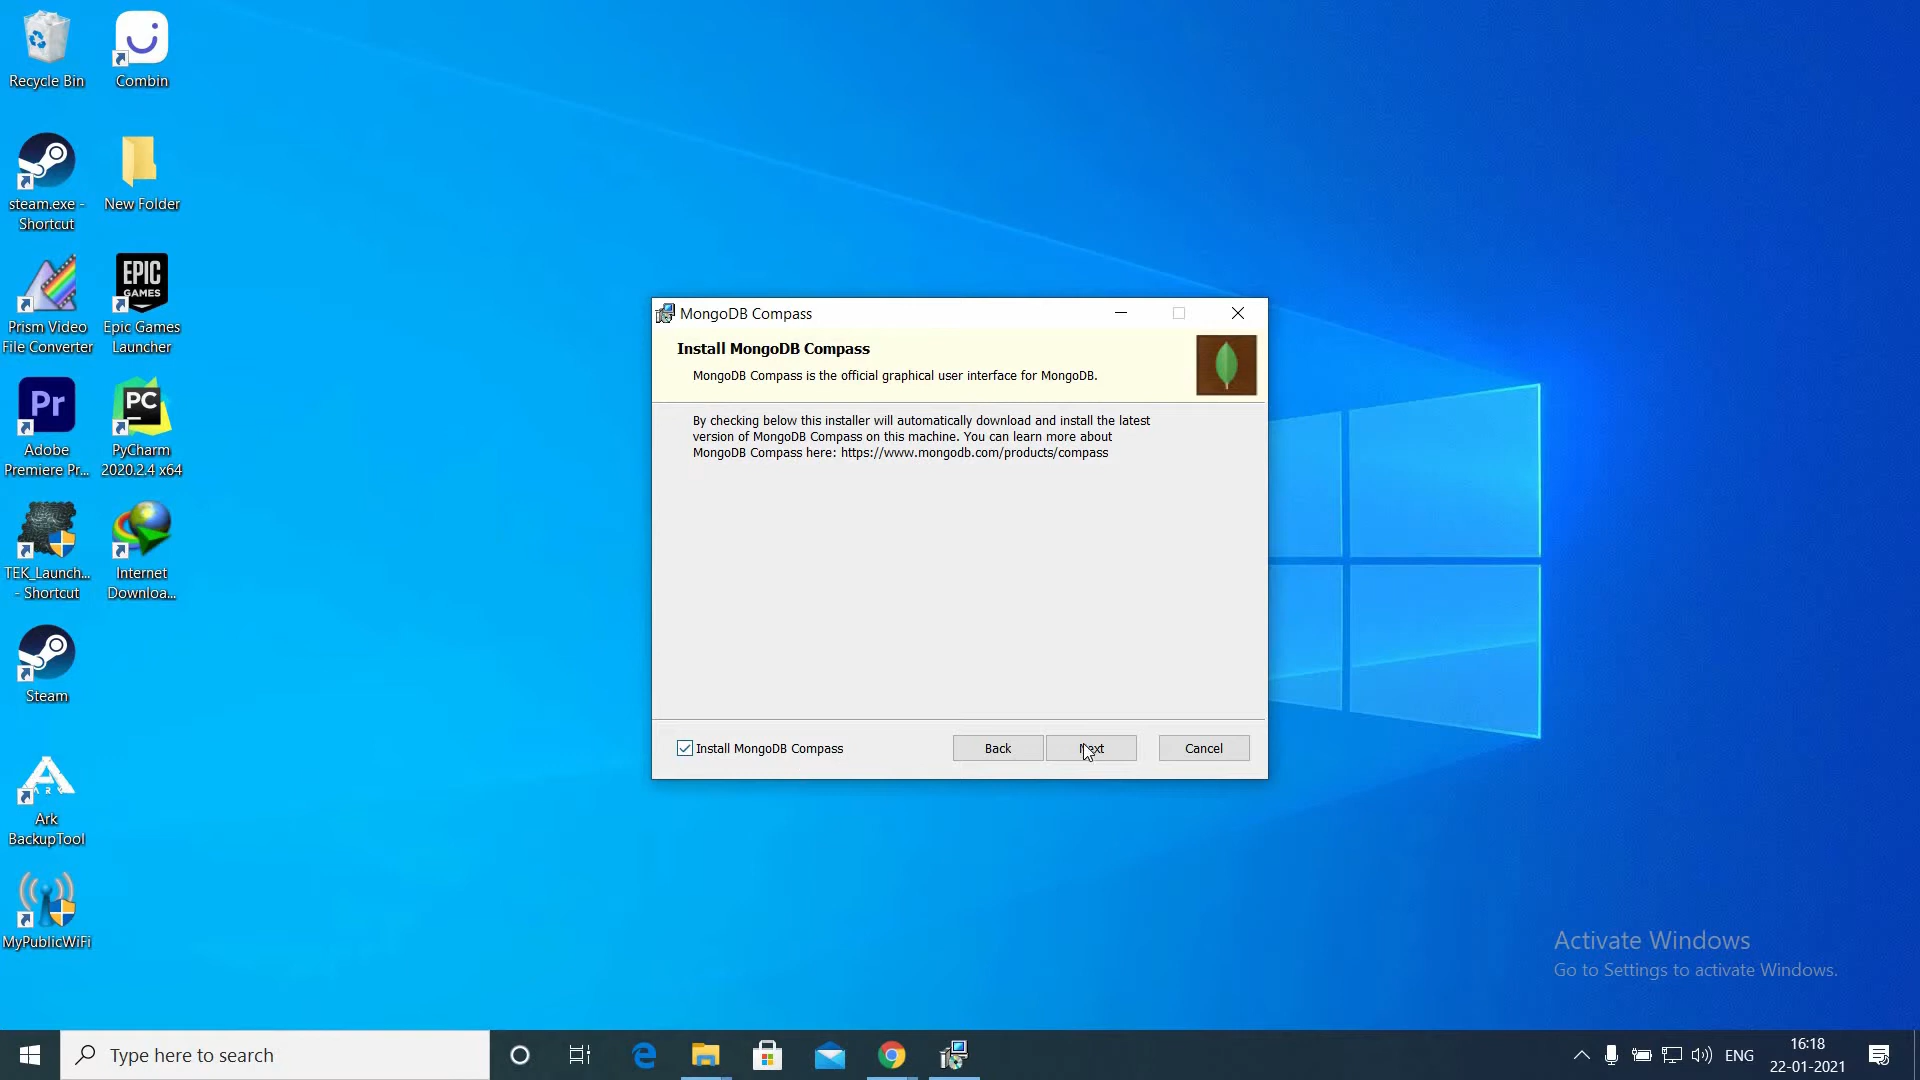 Recycle Bin
Combin
steam.exe -
Shortcut
New Folder
Prism Video
File Converter
EPIC
GAMES
Epic Games
Launcher
Pr
Adobe
Premiere Pr...
PC
PyCharm
2020.2.4 x64
TEK_Launch...
- Shortcut
Internet
Downloa...
Steam
ARK
Ark
BackupTool
MyPublicWiFi
MongoDB Compass
Install MongoDB Compass
MongoDB Compass is the official graphical user interface for MongoDB.
By checking below this installer will automatically download and install the latest
version of MongoDB Compass on this machine. You can learn more about
MongoDB Compass here: https://www.mongodb.com/products/compass
Install MongoDB Compass
Back
Next
Cancel
Activate Windows
Go to Settings to activate Windows.
Type here to search
ENG
16:18
22-01-2021